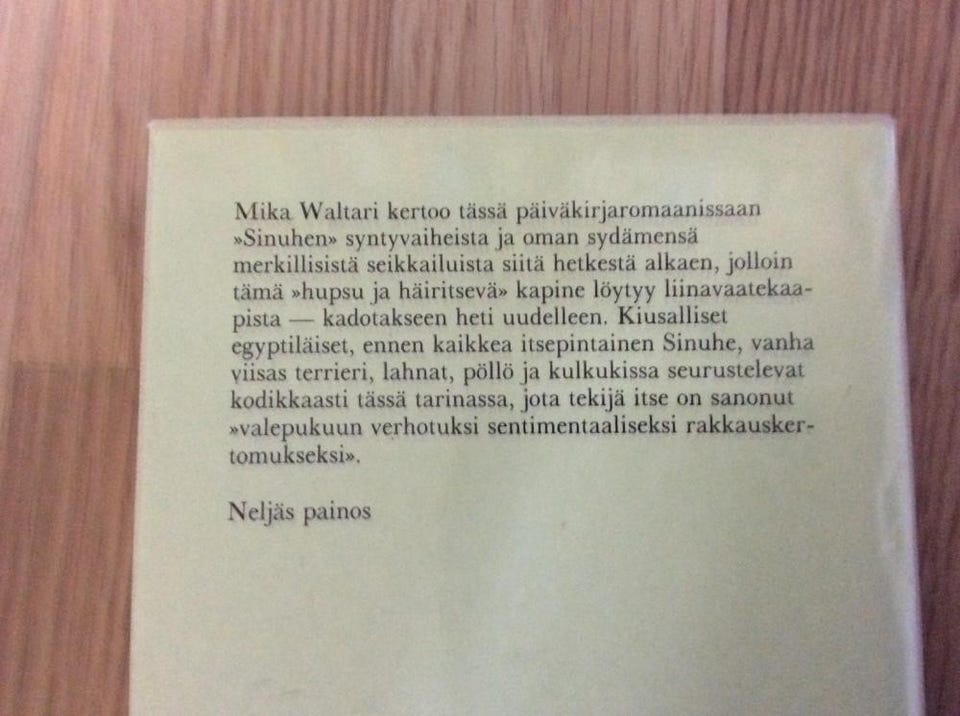 Mika Waltari kertoo tässä päiväkirjaromaanissaan
»Sinuhen» syntyvaiheista ja oman sydämensä
merkillisistä seikkailuista siitä hetkestä alkaen, jolloin
tämä »hupsu ja häiritsevä» kapine löytyy liinavaatekaa-
pista — kadotakseen heti uudelleen. Kiusalliset
egyptiläiset, ennen kaikkea itsepintainen Sinuhe, vanha
viisas terrieri, lahnat, pöllö ja kulkukissa seurustelevat
kodikkaasti tässä tarinassa, jota tekijä itse on sanonut
»valepukuun verhotuksi sentimentaaliseksi rakkausker-
tomukseksi».
Neljäs painos